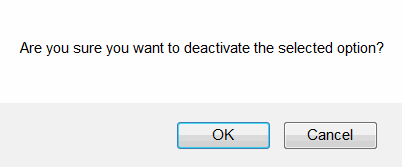 Are you sure you want to deactivate the selected option?
OK Cancel